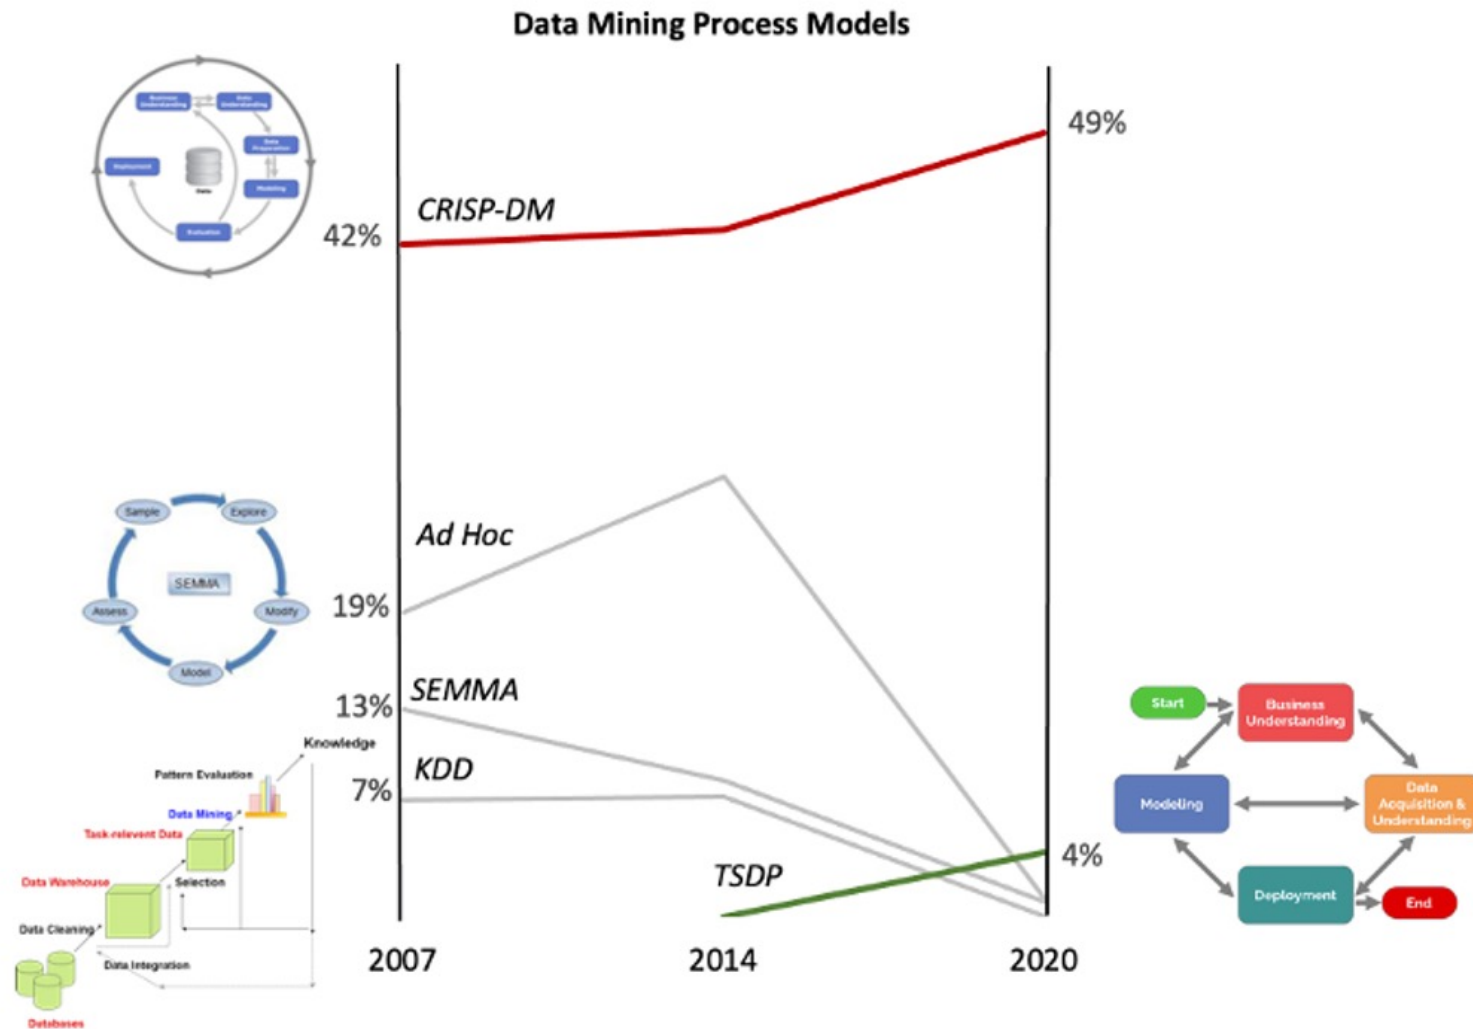 Data Mining Process Models
Business
Understanding
Data
Understanding
Data
Preparation
Modeling
Evaluation
Deployment
Data
CRISP-DM
42%
49%
Sample
Explore
SEMMA
Assess
Modify
Model
Ad Hoc
19%
SEMMA
13%
KDD
7%
TSDP
4%
Knowledge
Pattern Evaluation
Data Mining
Task-relevent Data
Data Warehouse
Selection
Data Cleaning
Data Integration
Databases
Start
Business
Understanding
Modeling
Data
Acquisition &
Understanding
Deployment
End
2007
2014
2020